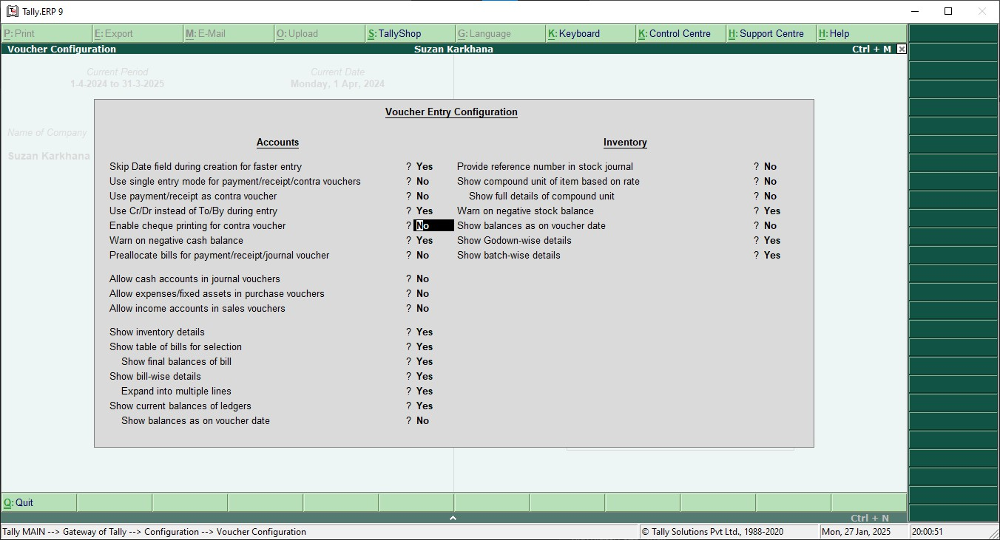 Tally.ERP 9
P: Print E: Export M: E-Mail O: Upload S: TallyShop G: Language K: Keyboard K: Control Centre H: Support Centre H: Help
Voucher Configuration Suzan Karkhana Ctrl + M
Current Period Current Date
1-4-2024 to 31-3-2025 Monday, 1 Apr, 2024
Name of Company
Suzan Karkhana
Voucher Entry Configuration
Accounts
Skip Date field during creation for faster entry ? Yes
Use single entry mode for payment/receipt/contra vouchers ? No
Use payment/receipt as contra voucher ? No
Use Cr/Dr instead of To/By during entry ? Yes
Enable cheque printing for contra voucher ? No
Warn on negative cash balance ? Yes
Preallocate bills for payment/receipt/journal voucher ? No
Allow cash accounts in journal vouchers ? No
Allow expenses/fixed assets in purchase vouchers ? No
Allow income accounts in sales vouchers ? No
Show inventory details ? Yes
Show table of bills for selection ? Yes
Show final balances of bill ? Yes
Show bill-wise details ? Yes
Expand into multiple lines ? Yes
Show current balances of ledgers ? Yes
Show balances as on voucher date ? No
Inventory
Provide reference number in stock journal ? No
Show compound unit of item based on rate ? No
Show full details of compound unit ? No
Warn on negative stock balance ? Yes
Show balances as on voucher date ? No
Show Godown-wise details ? Yes
Show batch-wise details ? Yes
Q: Quit
Ctrl + N
Tally MAIN --> Gateway of Tally --> Configuration --> Voucher Configuration © Tally Solutions Pvt Ltd., 1988-2020 Mon, 27 Jan, 2025 20:00:51